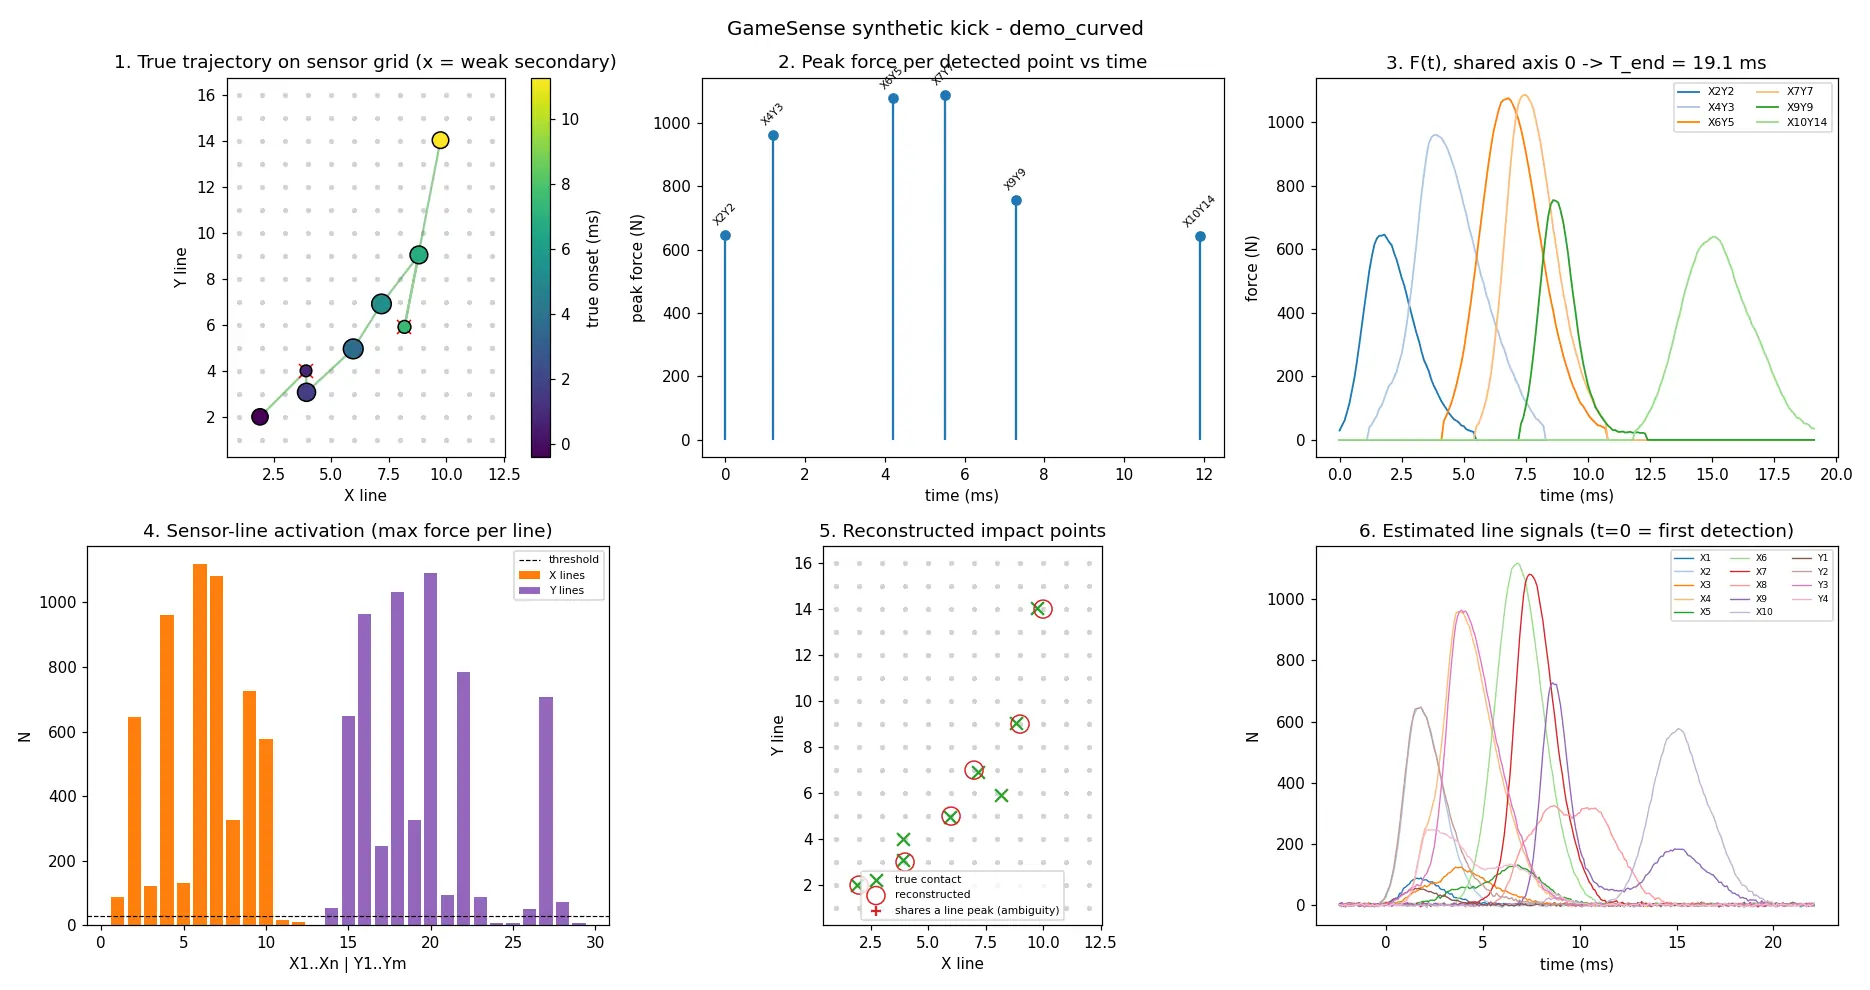 GameSense synthetic kick - demo_curved
1. True trajectory on sensor grid (x = weak secondary)
16
14
12
10
8
6
4
2
Y line
2.5 5.0 7.5 10.0 12.5
X line
10
8
6
4
2
0
true onset (ms)
2. Peak force per detected point vs time
1000
800
600
400
200
0
peak force (N)
X2Y2
X4Y3
X6Y5
X7Y7
X9Y9
X10Y14
0 2 4 6 8 10 12
time (ms)
3. F(t), shared axis 0 -> T_end = 19.1 ms
1000
800
600
400
200
0
force (N)
X2Y2 X7Y7
X4Y3 X9Y9
X6Y5 X10Y14
0.0 2.5 5.0 7.5 10.0 12.5 15.0 17.5 20.0
time (ms)
4. Sensor-line activation (max force per line)
1000
800
600
400
200
0
N
threshold
X lines
Y lines
0 5 10 15 20 25 30
X1..Xn | Y1..Ym
5. Reconstructed impact points
16
14
12
10
8
6
4
2
Y line
true contact
reconstructed
shares a line peak (ambiguity)
2.5 5.0 7.5 10.0 12.5
X line
6. Estimated line signals (t=0 = first detection)
1000
800
600
400
200
0
N
X1 X6 Y1
X2 X7 Y2
X3 X8 Y3
X4 X9 Y4
X5 X10
0 5 10 15 20
time (ms)